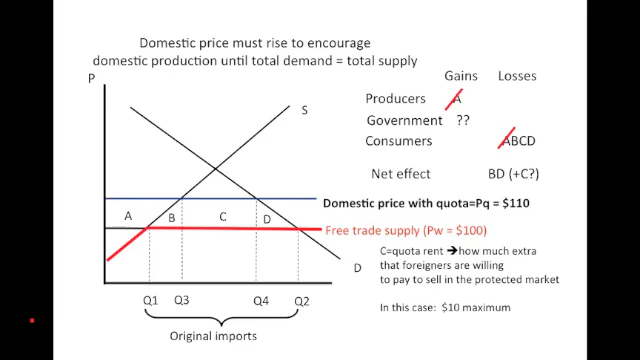 Domestic price must rise to encourage
domestic production until total demand = total supply
P
Gains Losses
S
Producers A
Government ??
Consumers ABCD
Net effect BD (+C?)
Domestic price with quota=Pq = $110
A B C D
Free trade supply (Pw = $100)
C=quota rent ➔how much extra
that foreigners are willing
to pay to sell in the protected market
D
In this case: $10 maximum
Q1 Q3 Q4 Q2
Original imports